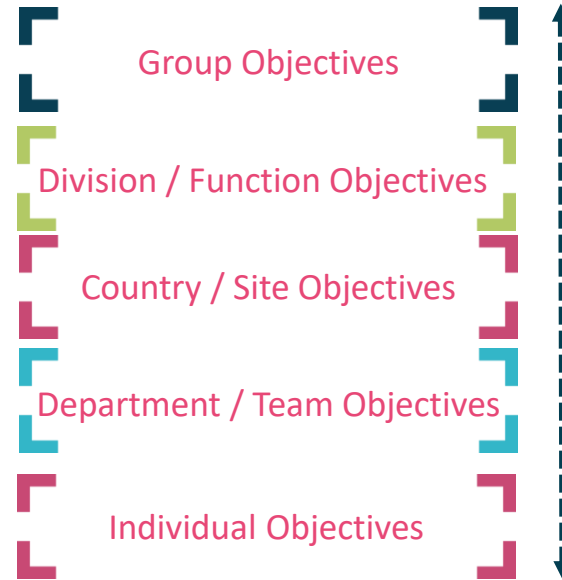 Group Objectives
Division / Function Objectives
Country / Site Objectives
Department / Team Objectives
Individual Objectives